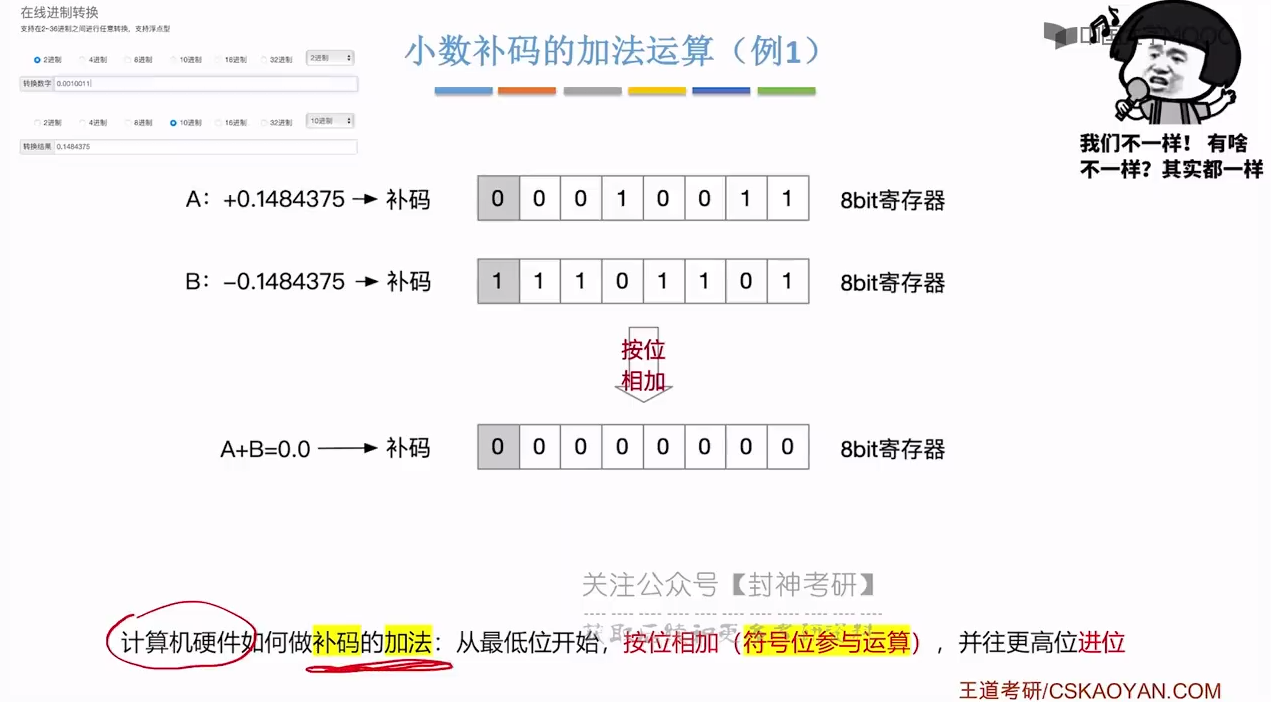 在线进制转换
支持在2~36进制之间进行任意转换，支持浮点型
2进制 4进制 8进制 10进制 16进制 32进制 2进制
转换数字 0.0010011
2进制 4进制 8进制 10进制 16进制 32进制 10进制
转换结果 0.1484375
小数补码的加法运算（例1）
我们不一样！ 有啥
不一样？其实都一样
A：+0.1484375 → 补码 0 0 0 1 0 0 1 1 8bit寄存器
B：−0.1484375 → 补码 1 1 1 0 1 1 0 1 8bit寄存器
按位
相加
A+B=0.0 → 补码 0 0 0 0 0 0 0 0 8bit寄存器
关注公众号【封神考研】
计算机硬件如何做补码的加法：从最低位开始，按位相加（符号位参与运算），并往更高位进位
王道考研/CSKAOYAN.COM